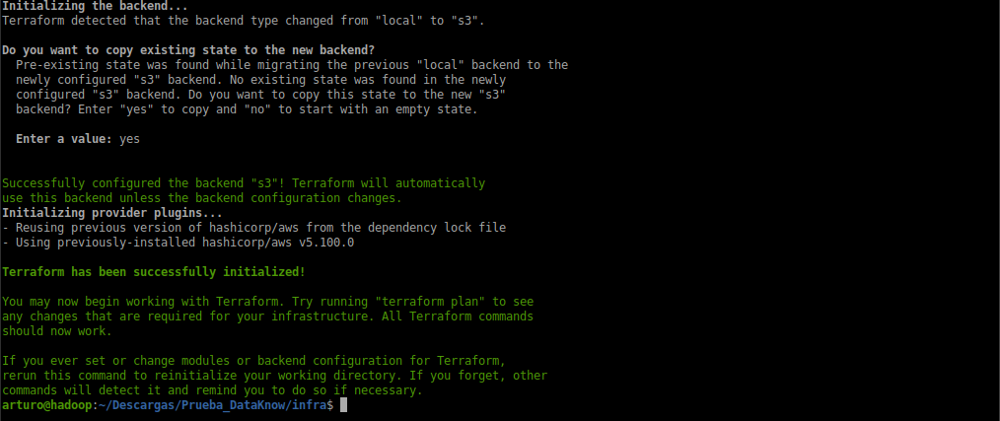 Initializing the backend...
Terraform detected that the backend type changed from "local" to "s3".
Do you want to copy existing state to the new backend?
Pre-existing state was found while migrating the previous "local" backend to the
newly configured "s3" backend. No existing state was found in the newly
configured "s3" backend. Do you want to copy this state to the new "s3"
backend? Enter "yes" to copy and "no" to start with an empty state.
Enter a value: yes
Successfully configured the backend "s3"! Terraform will automatically
use this backend unless the backend configuration changes.
Initializing provider plugins...
- Reusing previous version of hashicorp/aws from the dependency lock file
- Using previously-installed hashicorp/aws v5.100.0
Terraform has been successfully initialized!
You may now begin working with Terraform. Try running "terraform plan" to see
any changes that are required for your infrastructure. All Terraform commands
should now work.
If you ever set or change modules or backend configuration for Terraform,
rerun this command to reinitialize your working directory. If you forget, other
commands will detect it and remind you to do so if necessary.
arturo@hadoop:~/Descargas/Prueba_DataKnow/infra$